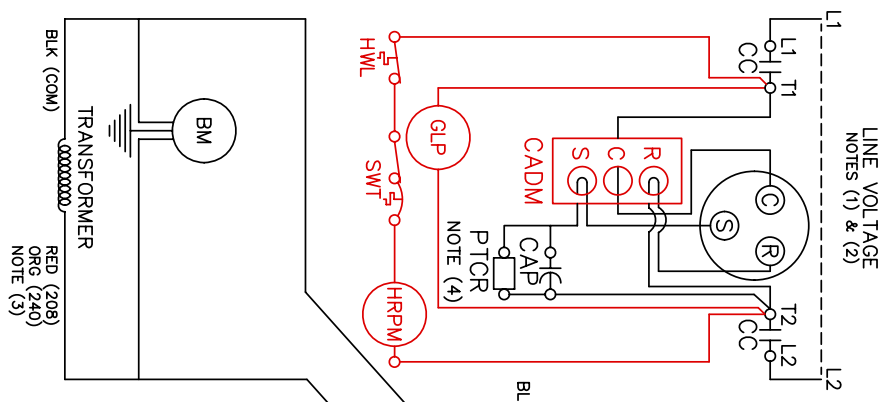 L1
LINE VOLTAGE
NOTES (1) & (2)
L2
L1
CC
T1
T2
CC
L2
C
S
R
CADM
R
C
S
CAP
PTCR
NOTE (4)
GLP
HWL
SWT
HRPM
BL
BM
TRANSFORMER
BLK (COM)
RED (208)
ORG (240)
NOTE (3)